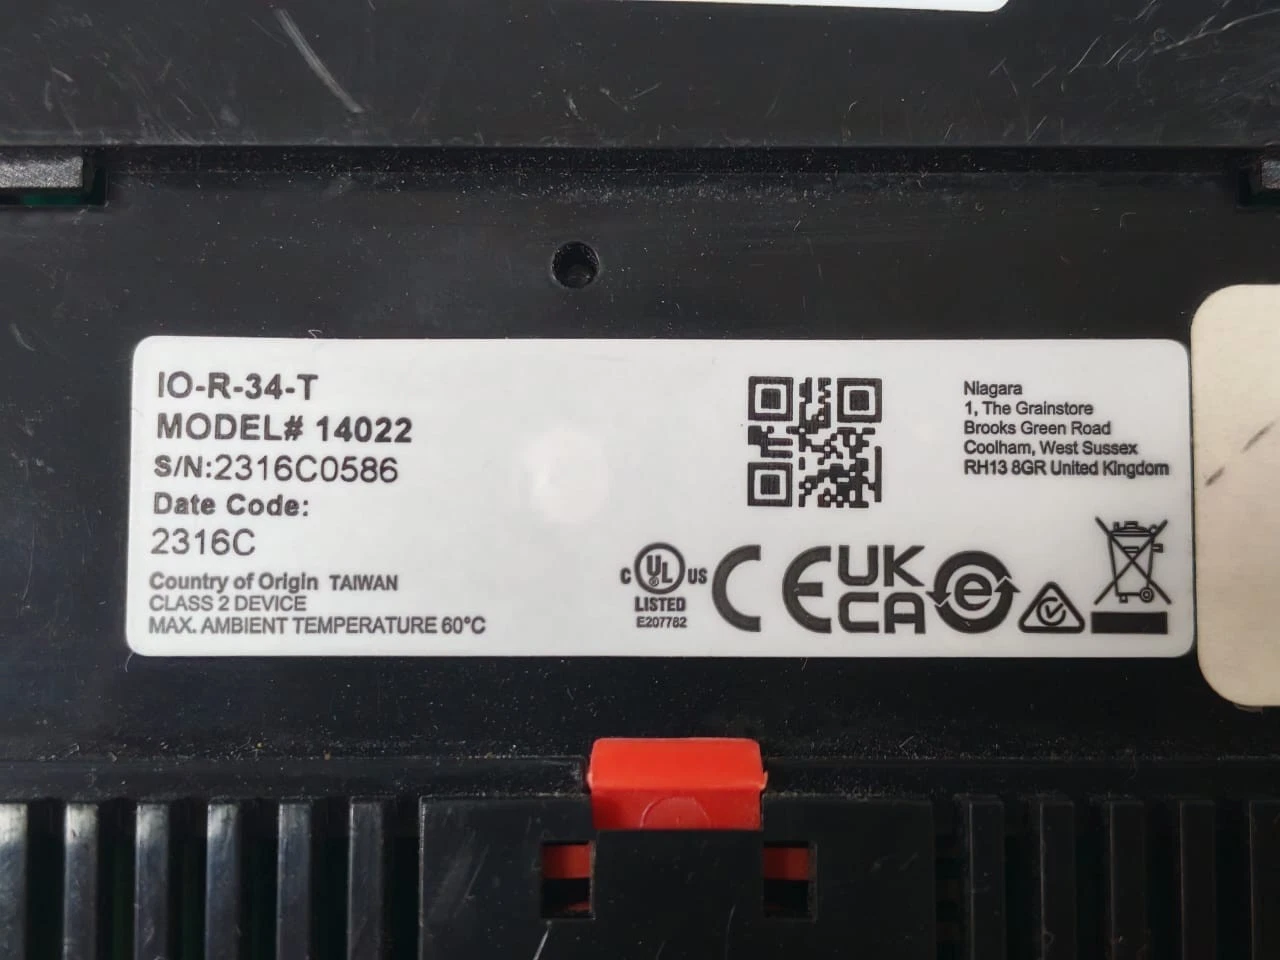 IO-R-34-T
MODEL# 14022
S/N:2316C0586
Date Code:
2316C
Country of Origin TAIWAN
CLASS 2 DEVICE
MAX. AMBIENT TEMPERATURE 60°C
Niagara
1, The Grainstore
Brooks Green Road
Coolham, West Sussex
RH13 8GR United Kingdom
C UL US
LISTED
E207782
CE
UK
CA
e